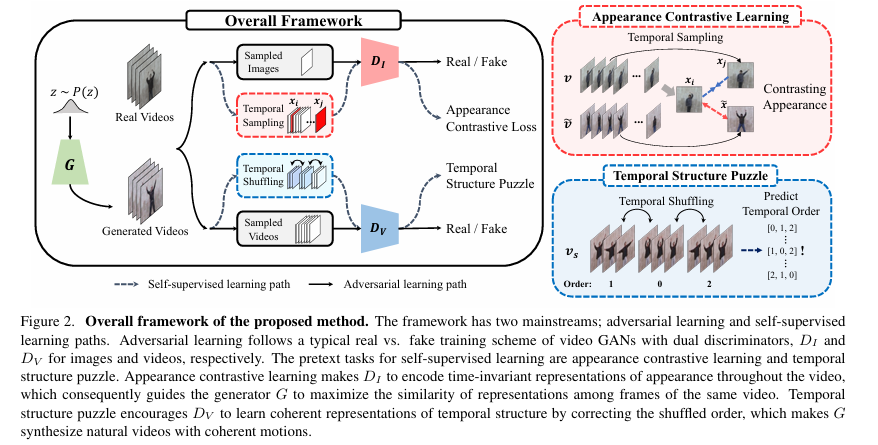 Overall Framework
z ~ P(z)
G
Real Videos
Generated Videos
Sampled
Images
Temporal
Sampling
x_i
x_j
...
Temporal
Shuffling
Sampled
Videos
D_I
D_V
Real / Fake
Appearance
Contrastive Loss
Temporal
Structure Puzzle
Real / Fake
Self-supervised learning path
Adversarial learning path
Appearance Contrastive Learning
Temporal Sampling
v
...
x_i
x_j
ṽ
...
x̃
Contrasting
Appearance
Temporal Structure Puzzle
Temporal Shuffling
v_s
Order: 1 0 2
Predict
Temporal Order
[0, 1, 2]
⋮
[1, 0, 2] !
⋮
[2, 1, 0]
Figure 2. Overall framework of the proposed method. The framework has two mainstreams; adversarial learning and self-supervised
learning paths. Adversarial learning follows a typical real vs. fake training scheme of video GANs with dual discriminators, D_I and
D_V for images and videos, respectively. The pretext tasks for self-supervised learning are appearance contrastive learning and temporal
structure puzzle. Appearance contrastive learning makes D_I to encode time-invariant representations of appearance throughout the video,
which consequently guides the generator G to maximize the similarity of representations among frames of the same video. Temporal
structure puzzle encourages D_V to learn coherent representations of temporal structure by correcting the shuffled order, which makes G
synthesize natural videos with coherent motions.